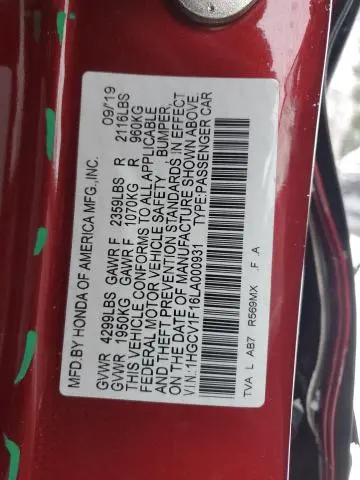 MFD.BY HONDA OF AMERICA MFG.,INC. 09/19
GVWR 4299LBS GAWR F 2359LBS R 2116LBS
GVWR 1950KG GAWR F 1070KG R 960KG
THIS VEHICLE CONFORMS TO ALL APPLICABLE
FEDERAL MOTOR VEHICLE SAFETY BUMPER,
AND THEFT PREVENTION STANDARDS IN EFFECT
ON THE DATE OF MANUFACTURE SHOWN ABOVE.
V.I.N.:1HGCV1F16LA000931 TYPE:PASSENGER CAR
TVA L AB7 R569MX .F .A